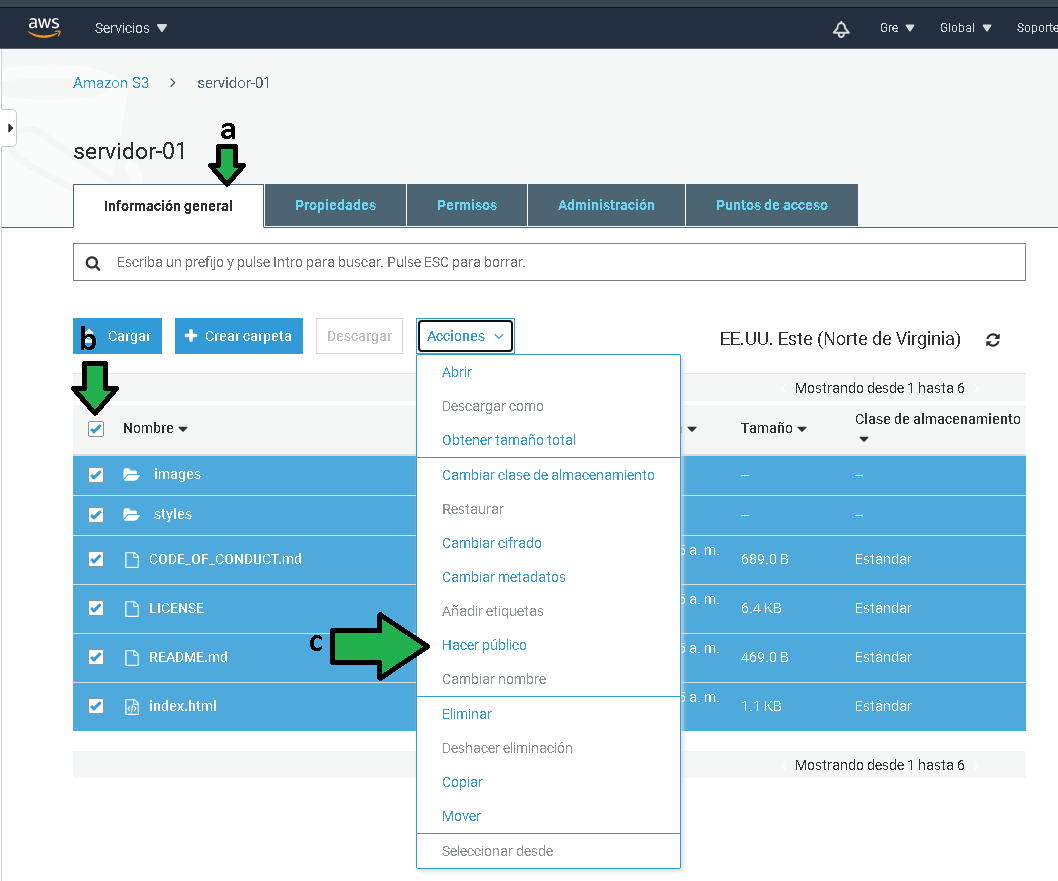 aws Servicios Gre Global Soporte
Amazon S3 > servidor-01
a
servidor-01
Información general Propiedades Permisos Administración Puntos de acceso
Escriba un prefijo y pulse Intro para buscar. Pulse ESC para borrar.
b Cargar Crear carpeta Descargar Acciones EE.UU. Este (Norte de Virginia)
Abrir
Mostrando desde 1 hasta 6
Descargar como
Nombre Tamaño Clase de almacenamiento
Obtener tamaño total
images Cambiar clase de almacenamiento – –
Restaurar
styles – –
Cambiar cifrado
CODE_OF_CONDUCT.md a. m. 689.0 B Estándar
Cambiar metadatos
LICENSE Añadir etiquetas a. m. 6.4 KB Estándar
c Hacer público
README.md a. m. 469.0 B Estándar
Cambiar nombre
index.html a. m. 1.1 KB Estándar
Eliminar
Deshacer eliminación
Mostrando desde 1 hasta 6
Copiar
Mover
Seleccionar desde